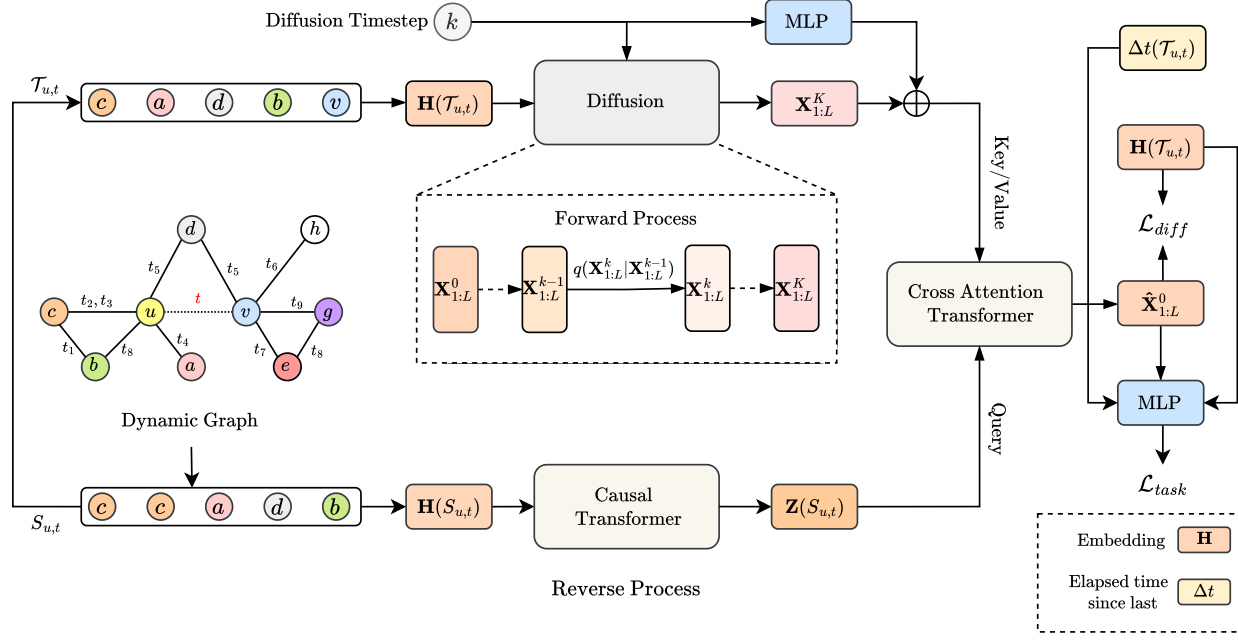 Diffusion Timestep k MLP
Δt(𝒯u,t)
𝒯u,t c a d b v H(𝒯u,t) Diffusion X^K_{1:L}
H(𝒯u,t)
Key/Value
ℒdiff
Forward Process
X^0_{1:L} X^{k-1}_{1:L} q(X^k_{1:L}|X^{k-1}_{1:L}) X^k_{1:L} X^K_{1:L}
d h
t5 t5 t6
t2, t3 t t9
c u v g
t1 t8 t4 t7 t8
b a e
Cross Attention
Transformer
X̂^0_{1:L}
MLP
Dynamic Graph
Query
Su,t c c a d b H(Su,t) Causal
Transformer
Z(Su,t)
ℒtask
Reverse Process
Embedding H
Elapsed time
since last Δt